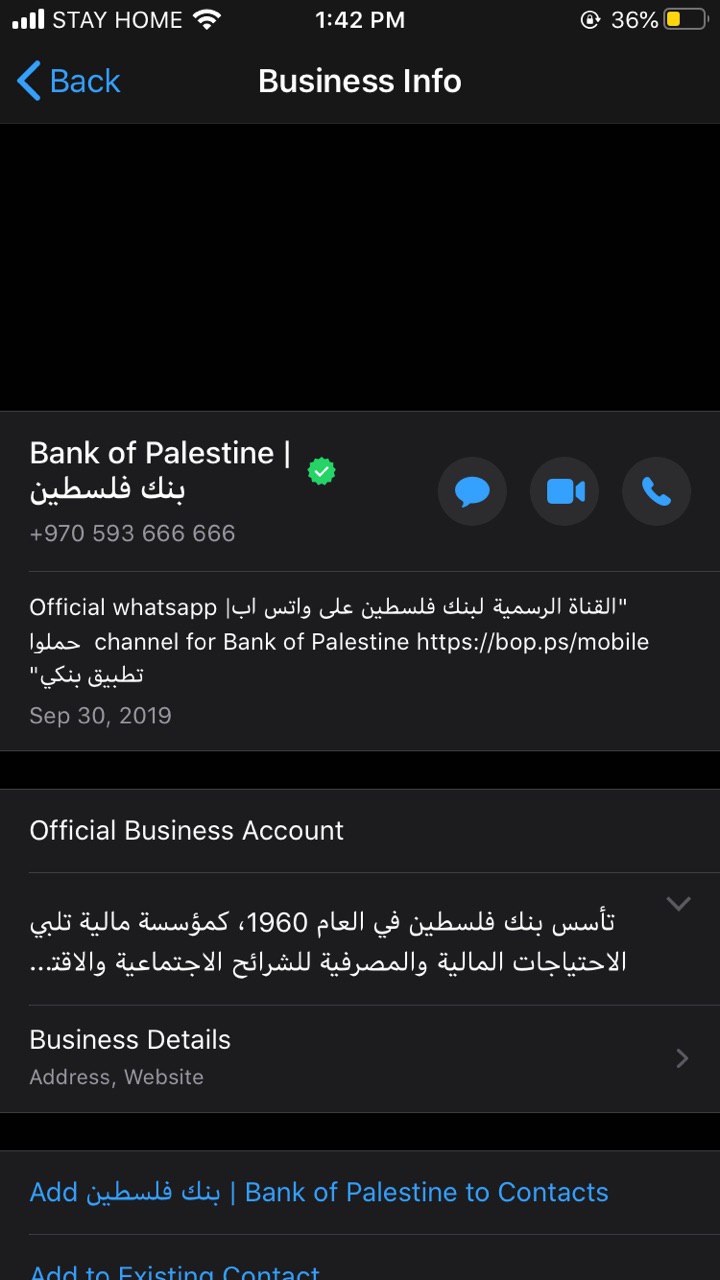 STAY HOME 1:42 PM 36%
Back Business Info
Bank of Palestine |
بنك فلسطين
+970 593 666 666
Official whatsapp |القناة الرسمية لبنك فلسطين على واتس اب"
حملوا channel for Bank of Palestine https://bop.ps/mobile
"تطبيق بنكي
Sep 30, 2019
Official Business Account
تأسس بنك فلسطين في العام 1960، كمؤسسة مالية تلبي
الاحتياجات المالية والمصرفية للشرائح الاجتماعية والاقتـ...
Business Details
Address, Website
Add بنك فلسطين | Bank of Palestine to Contacts
Add to Existing Contact